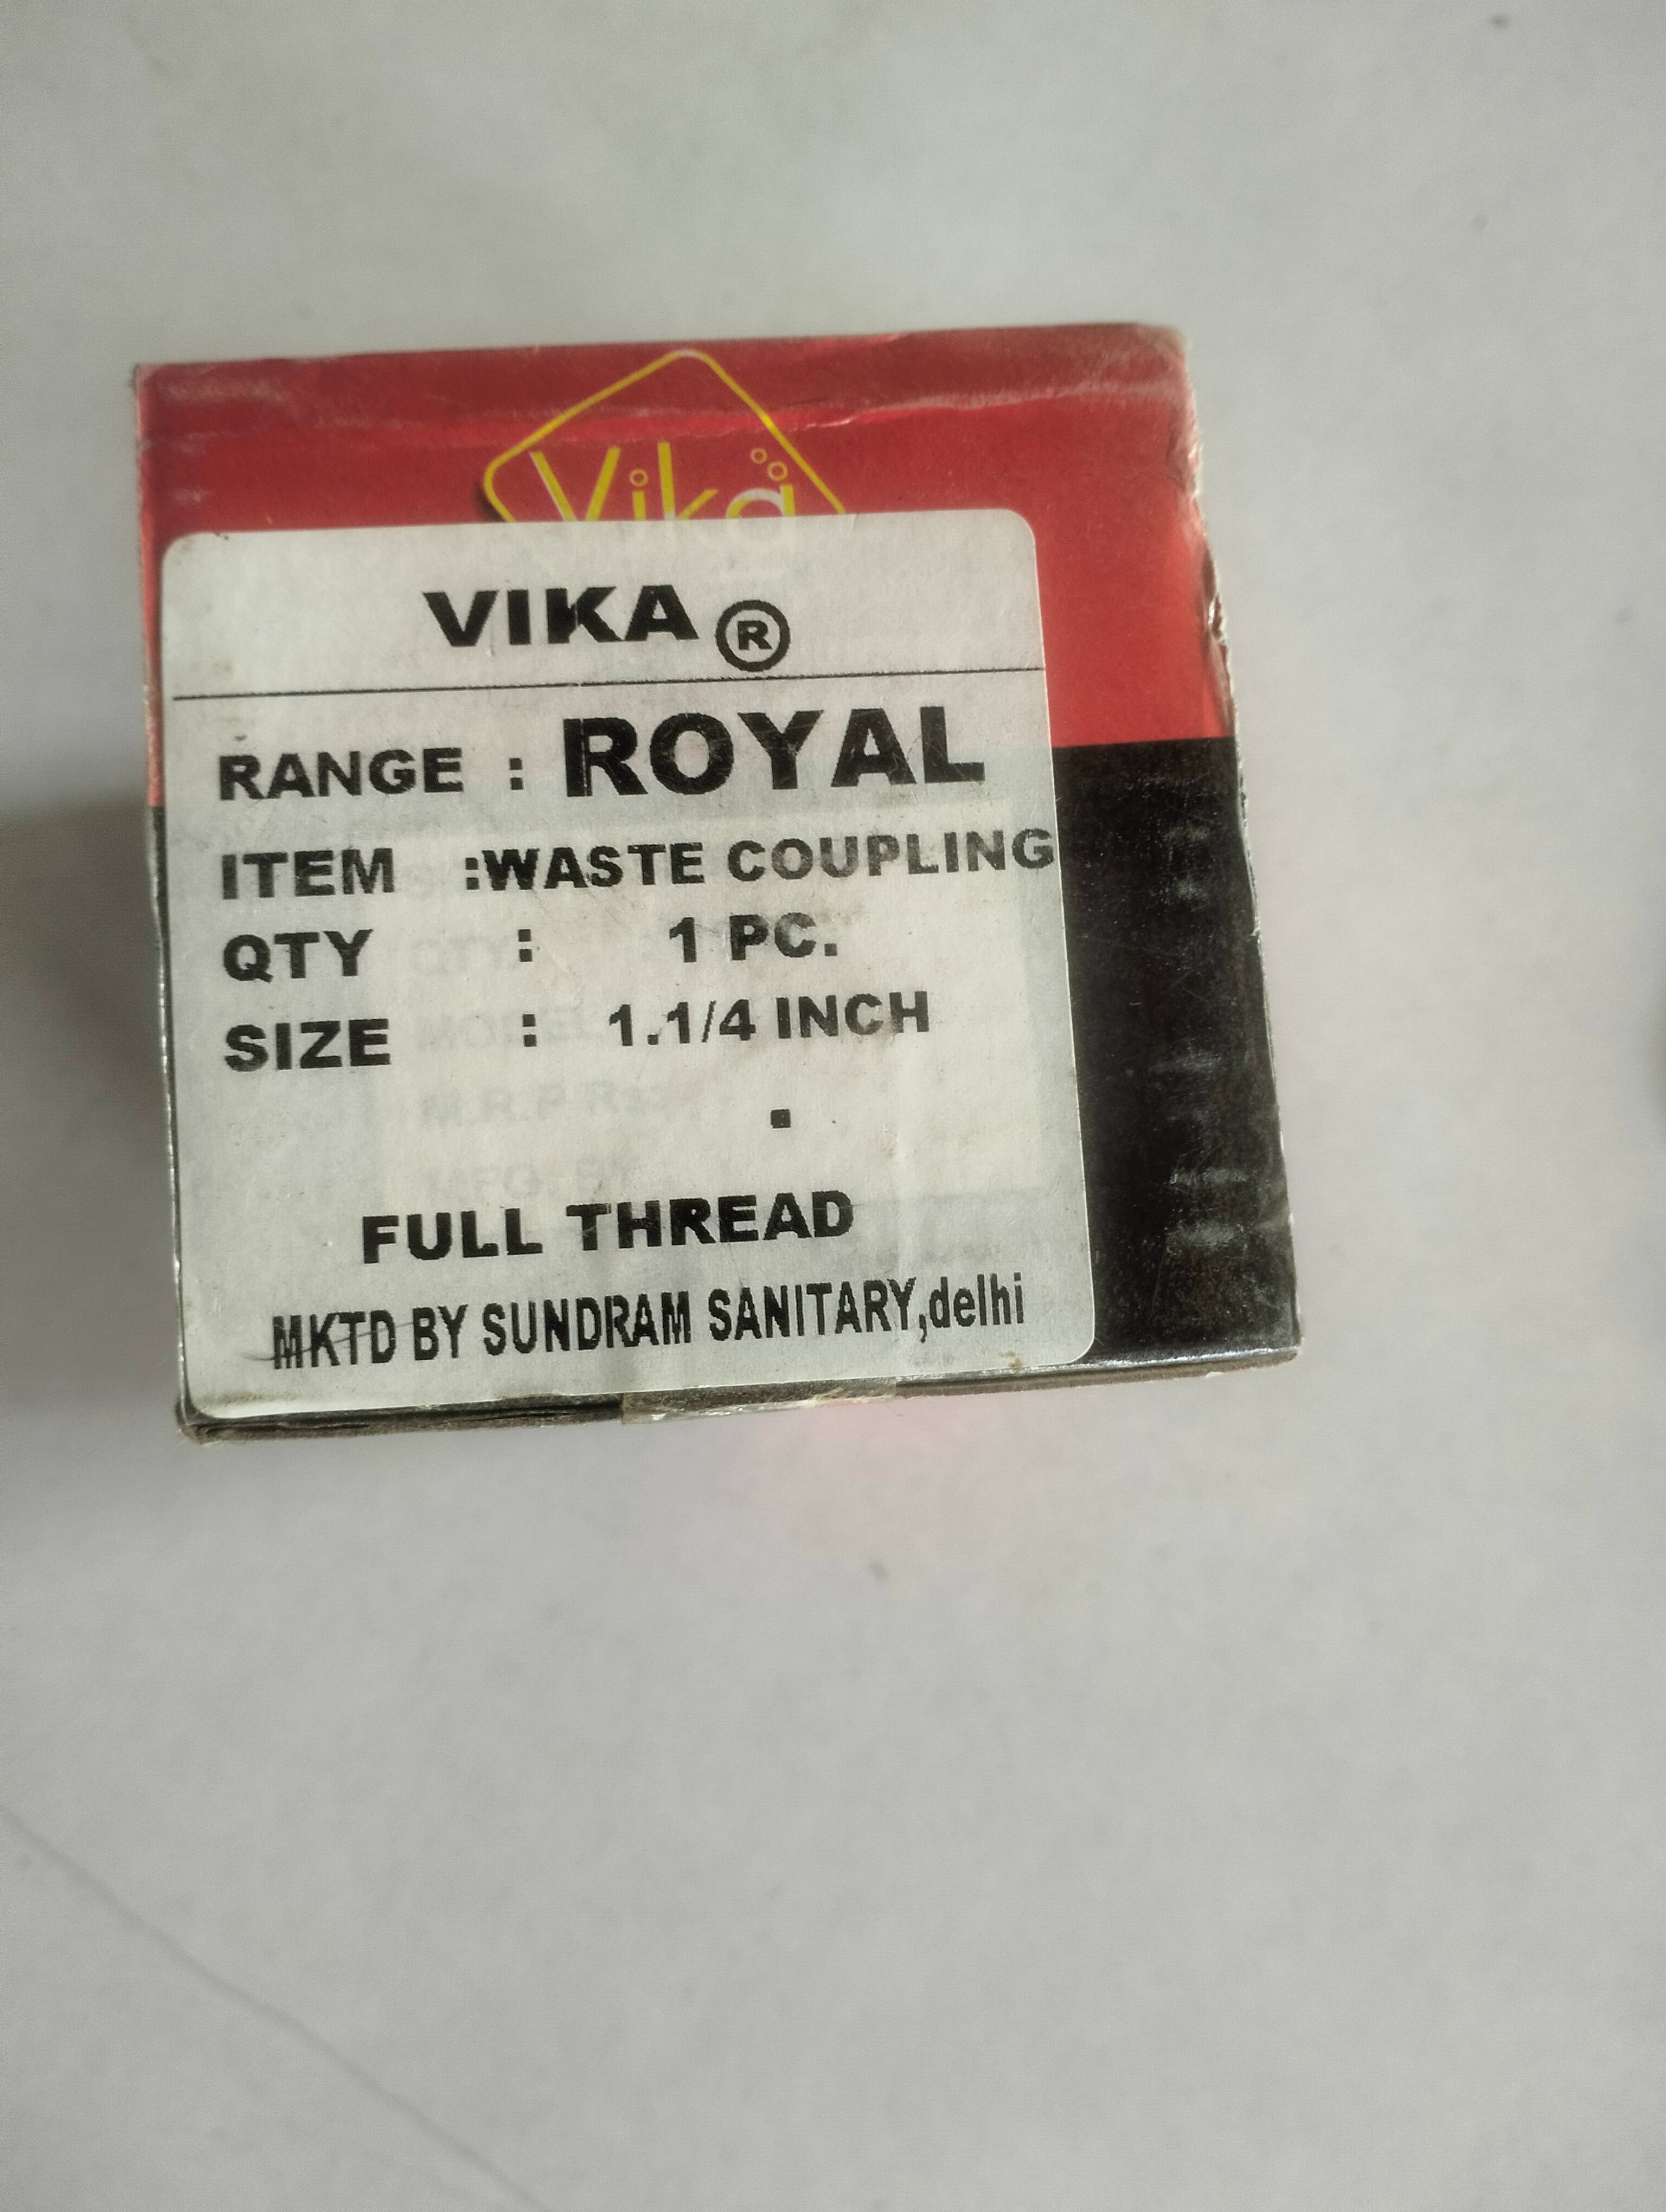 Vika
VIKA ®
RANGE : ROYAL
ITEM :WASTE COUPLING
QTY : 1 PC.
SIZE : 1.1/4 INCH
.
FULL THREAD
MKTD BY SUNDRAM SANITARY,delhi